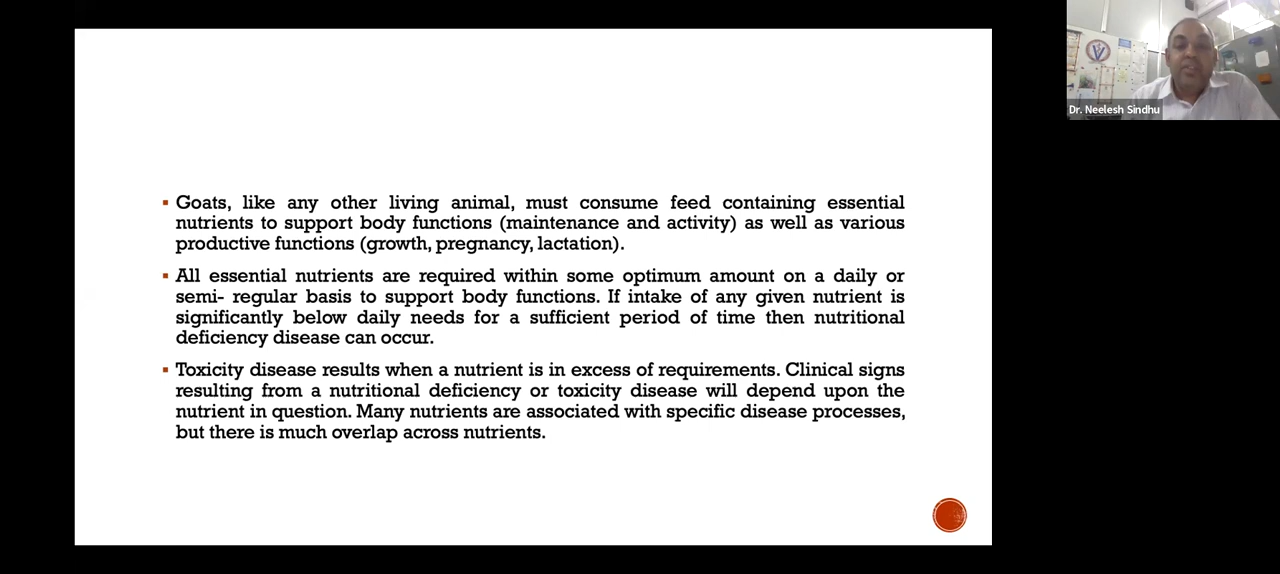 Goats, like any other living animal, must consume feed containing essential
nutrients to support body functions (maintenance and activity) as well as various
productive functions (growth, pregnancy, lactation).
All essential nutrients are required within some optimum amount on a daily or
semi- regular basis to support body functions. If intake of any given nutrient is
significantly below daily needs for a sufficient period of time then nutritional
deficiency disease can occur.
Toxicity disease results when a nutrient is in excess of requirements. Clinical signs
resulting from a nutritional deficiency or toxicity disease will depend upon the
nutrient in question. Many nutrients are associated with specific disease processes,
but there is much overlap across nutrients.
Dr. Neelesh Sindhu